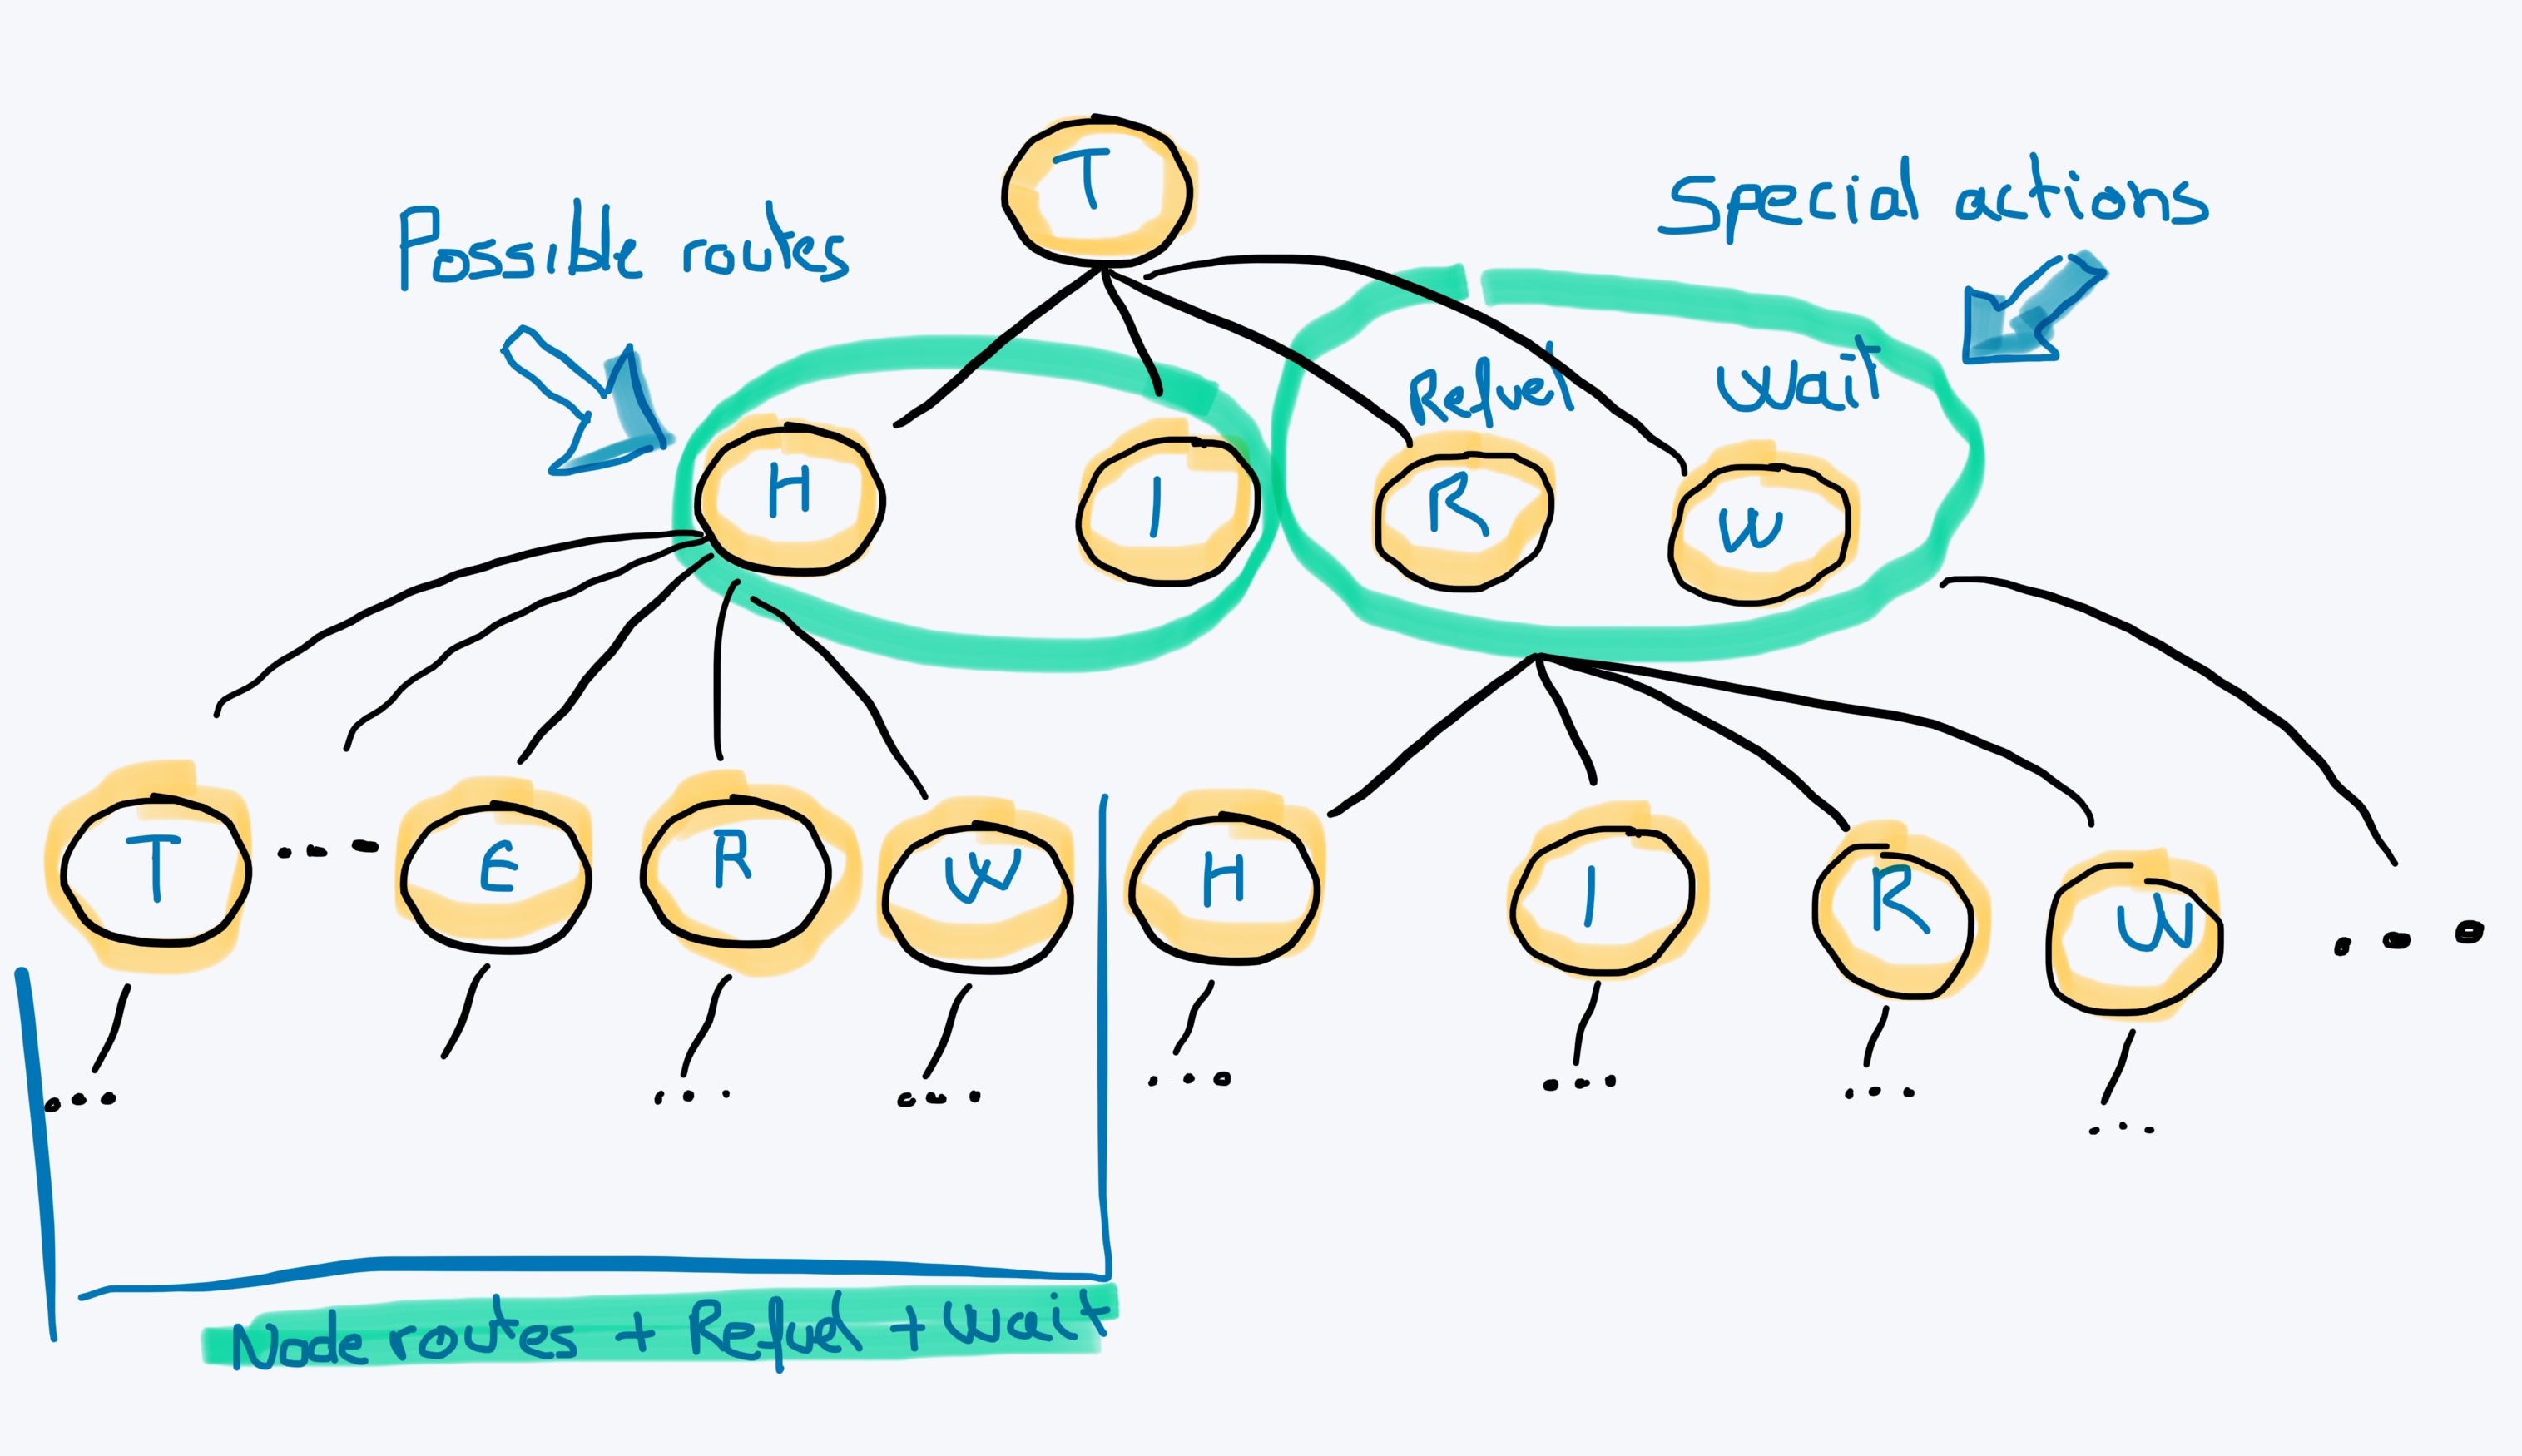 T
Possible routes
Special actions
Refuel
Wait
H
I
R
W
T
...
E
R
W
H
I
R
W
...
...
...
...
...
...
...
...
Node routes + Refuel + Wait